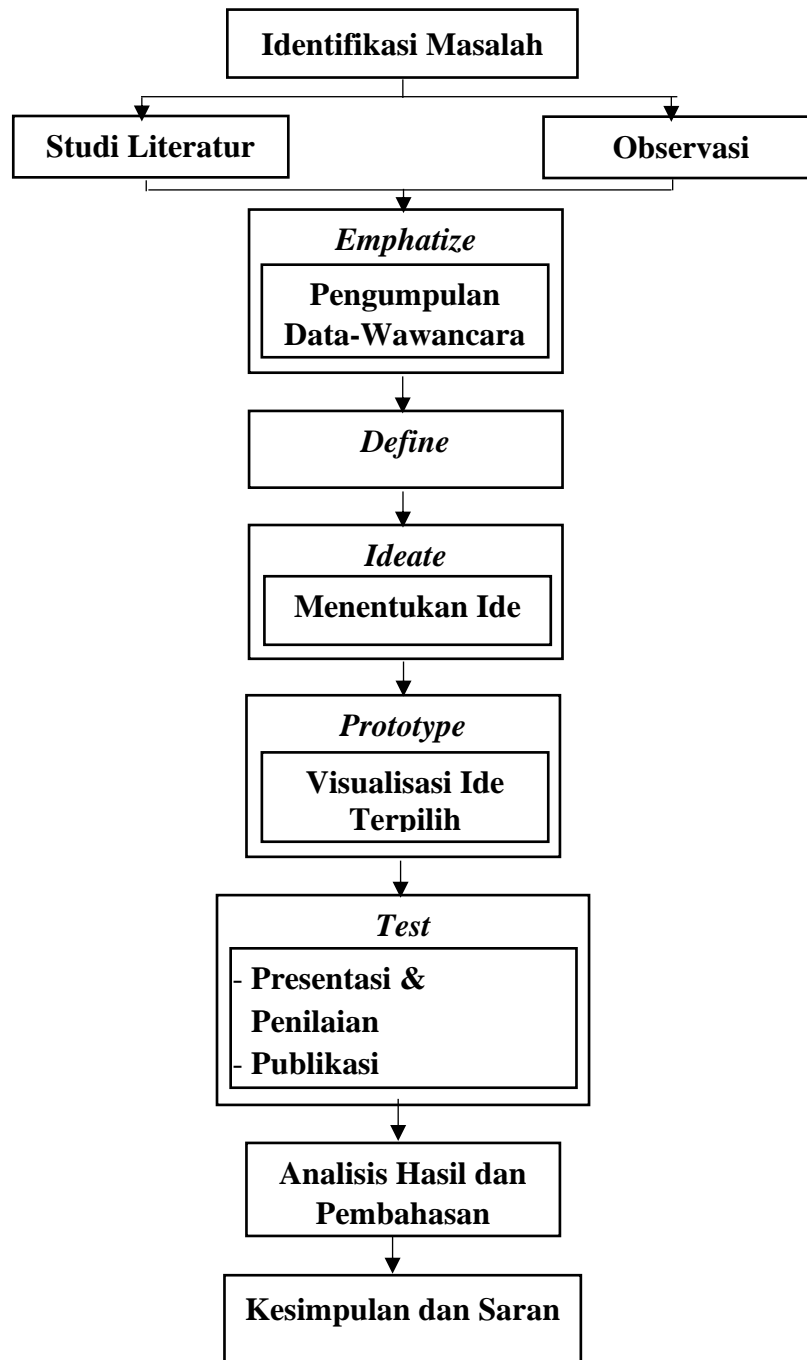 Identifikasi Masalah
Studi Literatur
Observasi
Emphatize
Pengumpulan
Data-Wawancara
Define
Ideate
Menentukan Ide
Prototype
Visualisasi Ide
Terpilih
Test
- Presentasi &
Penilaian
- Publikasi
Analisis Hasil dan
Pembahasan
Kesimpulan dan Saran